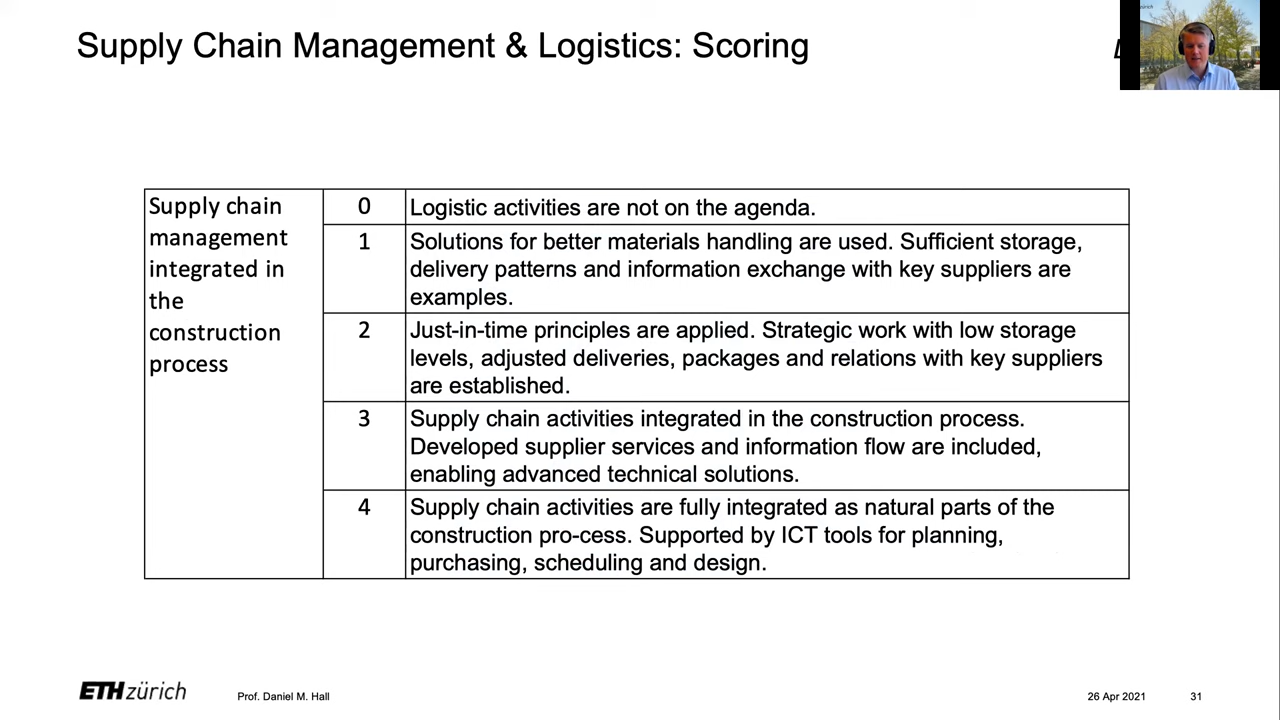 Supply Chain Management & Logistics: Scoring
Supply chain
management
integrated in
the
construction
process
0
Logistic activities are not on the agenda.
1
Solutions for better materials handling are used. Sufficient storage,
delivery patterns and information exchange with key suppliers are
examples.
2
Just-in-time principles are applied. Strategic work with low storage
levels, adjusted deliveries, packages and relations with key suppliers
are established.
3
Supply chain activities integrated in the construction process.
Developed supplier services and information flow are included,
enabling advanced technical solutions.
4
Supply chain activities are fully integrated as natural parts of the
construction pro-cess. Supported by ICT tools for planning,
purchasing, scheduling and design.
ETH zürich
Prof. Daniel M. Hall
26 Apr 2021
31